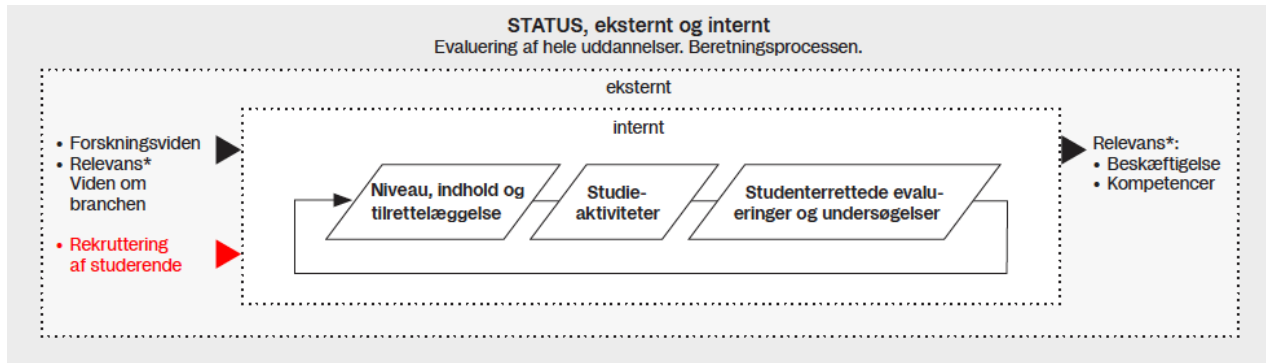 STATUS, eksternt og internt
Evaluering af hele uddannelser. Beretningsprocessen.
eksternt
internt
• Forskningsviden
• Relevans*
Viden om
branchen
• Rekruttering
af studerende
Niveau, indhold og
tilrettelæggelse
Studie-
aktiviteter
Studenterrettede evalu-
eringer og undersøgelser
Relevans*:
• Beskæftigelse
• Kompetencer